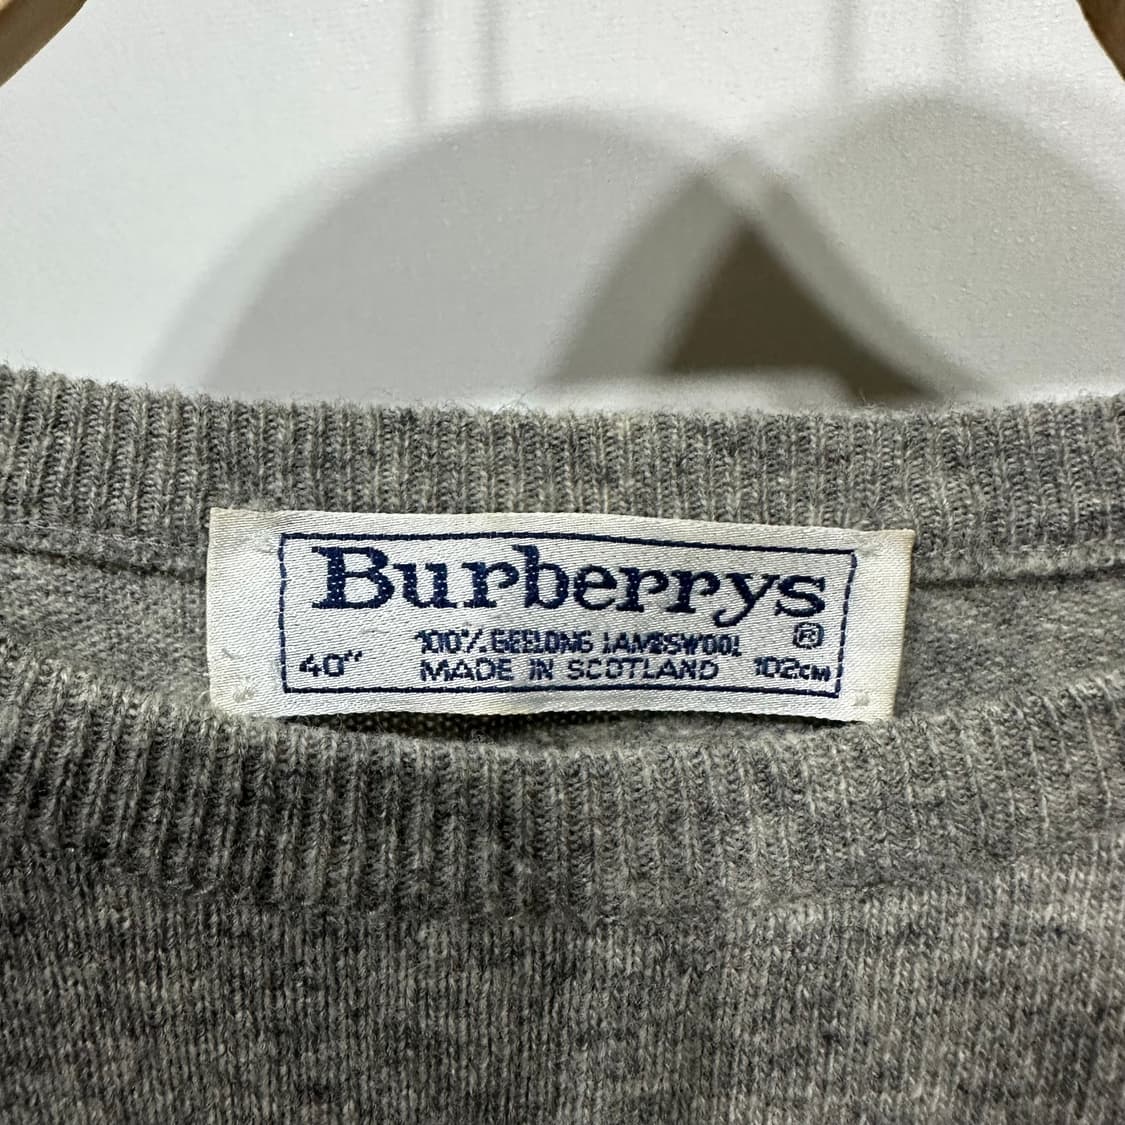 Burberrys
®
100% GEELONG LAMBSWOOL
40" MADE IN SCOTLAND 102CM